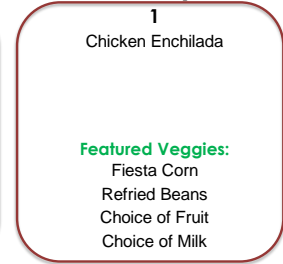 1
Chicken Enchilada
Featured Veggies:
Fiesta Corn
Refried Beans
Choice of Fruit
Choice of Milk